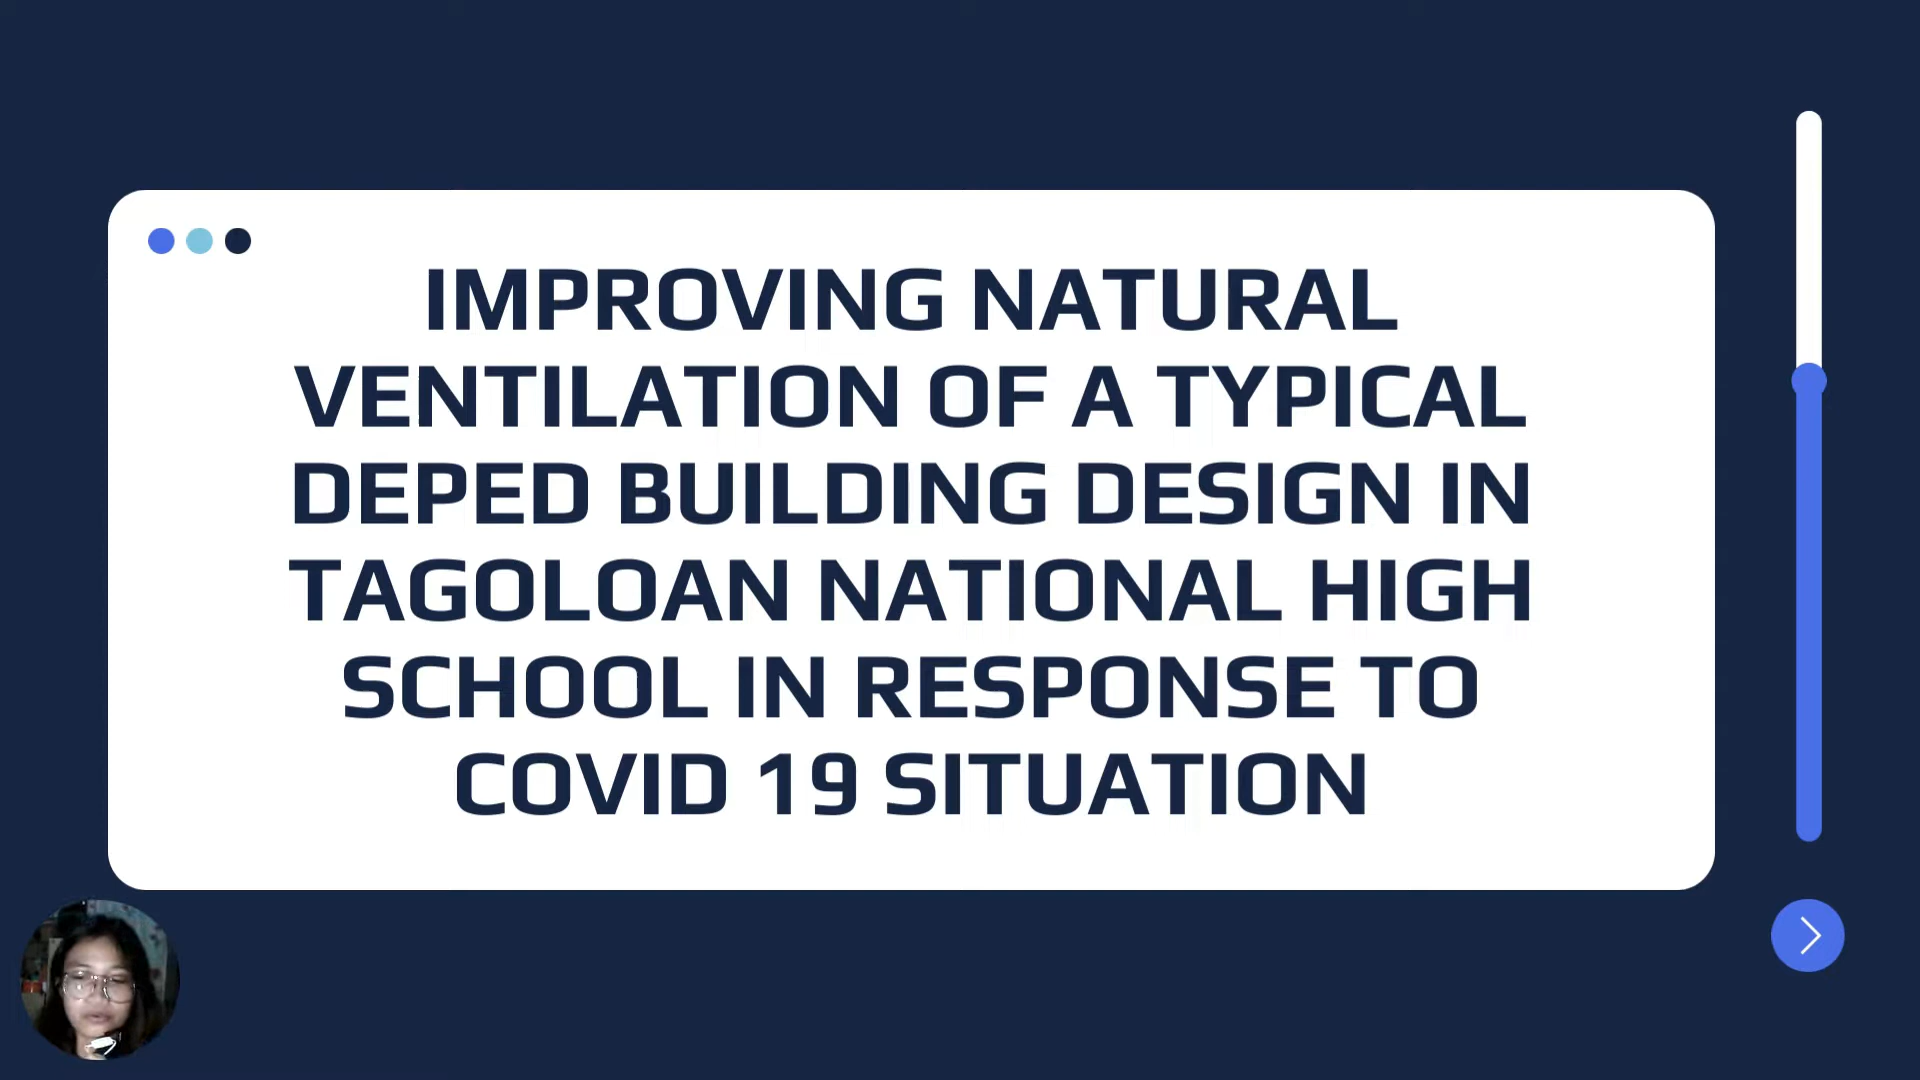 IMPROVING NATURAL
VENTILATION OF A TYPICAL
DEPED BUILDING DESIGN IN
TAGOLOAN NATIONAL HIGH
SCHOOL IN RESPONSE TO
COVID 19 SITUATION